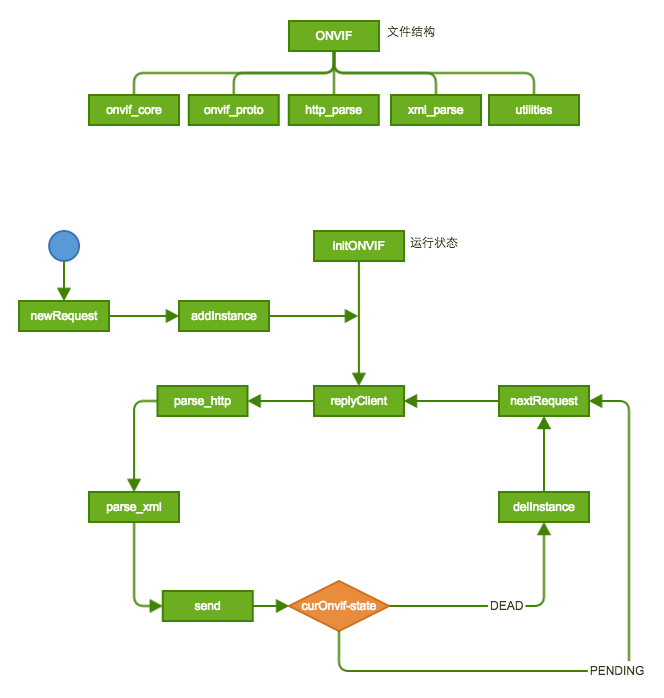 ONVIF
文件结构
onvif_core
onvif_proto
http_parse
xml_parse
utilities
initONVIF
运行状态
newRequest
addInstance
parse_http
replyClient
nextRequest
parse_xml
delInstance
send
curOnvif-state
DEAD
PENDING